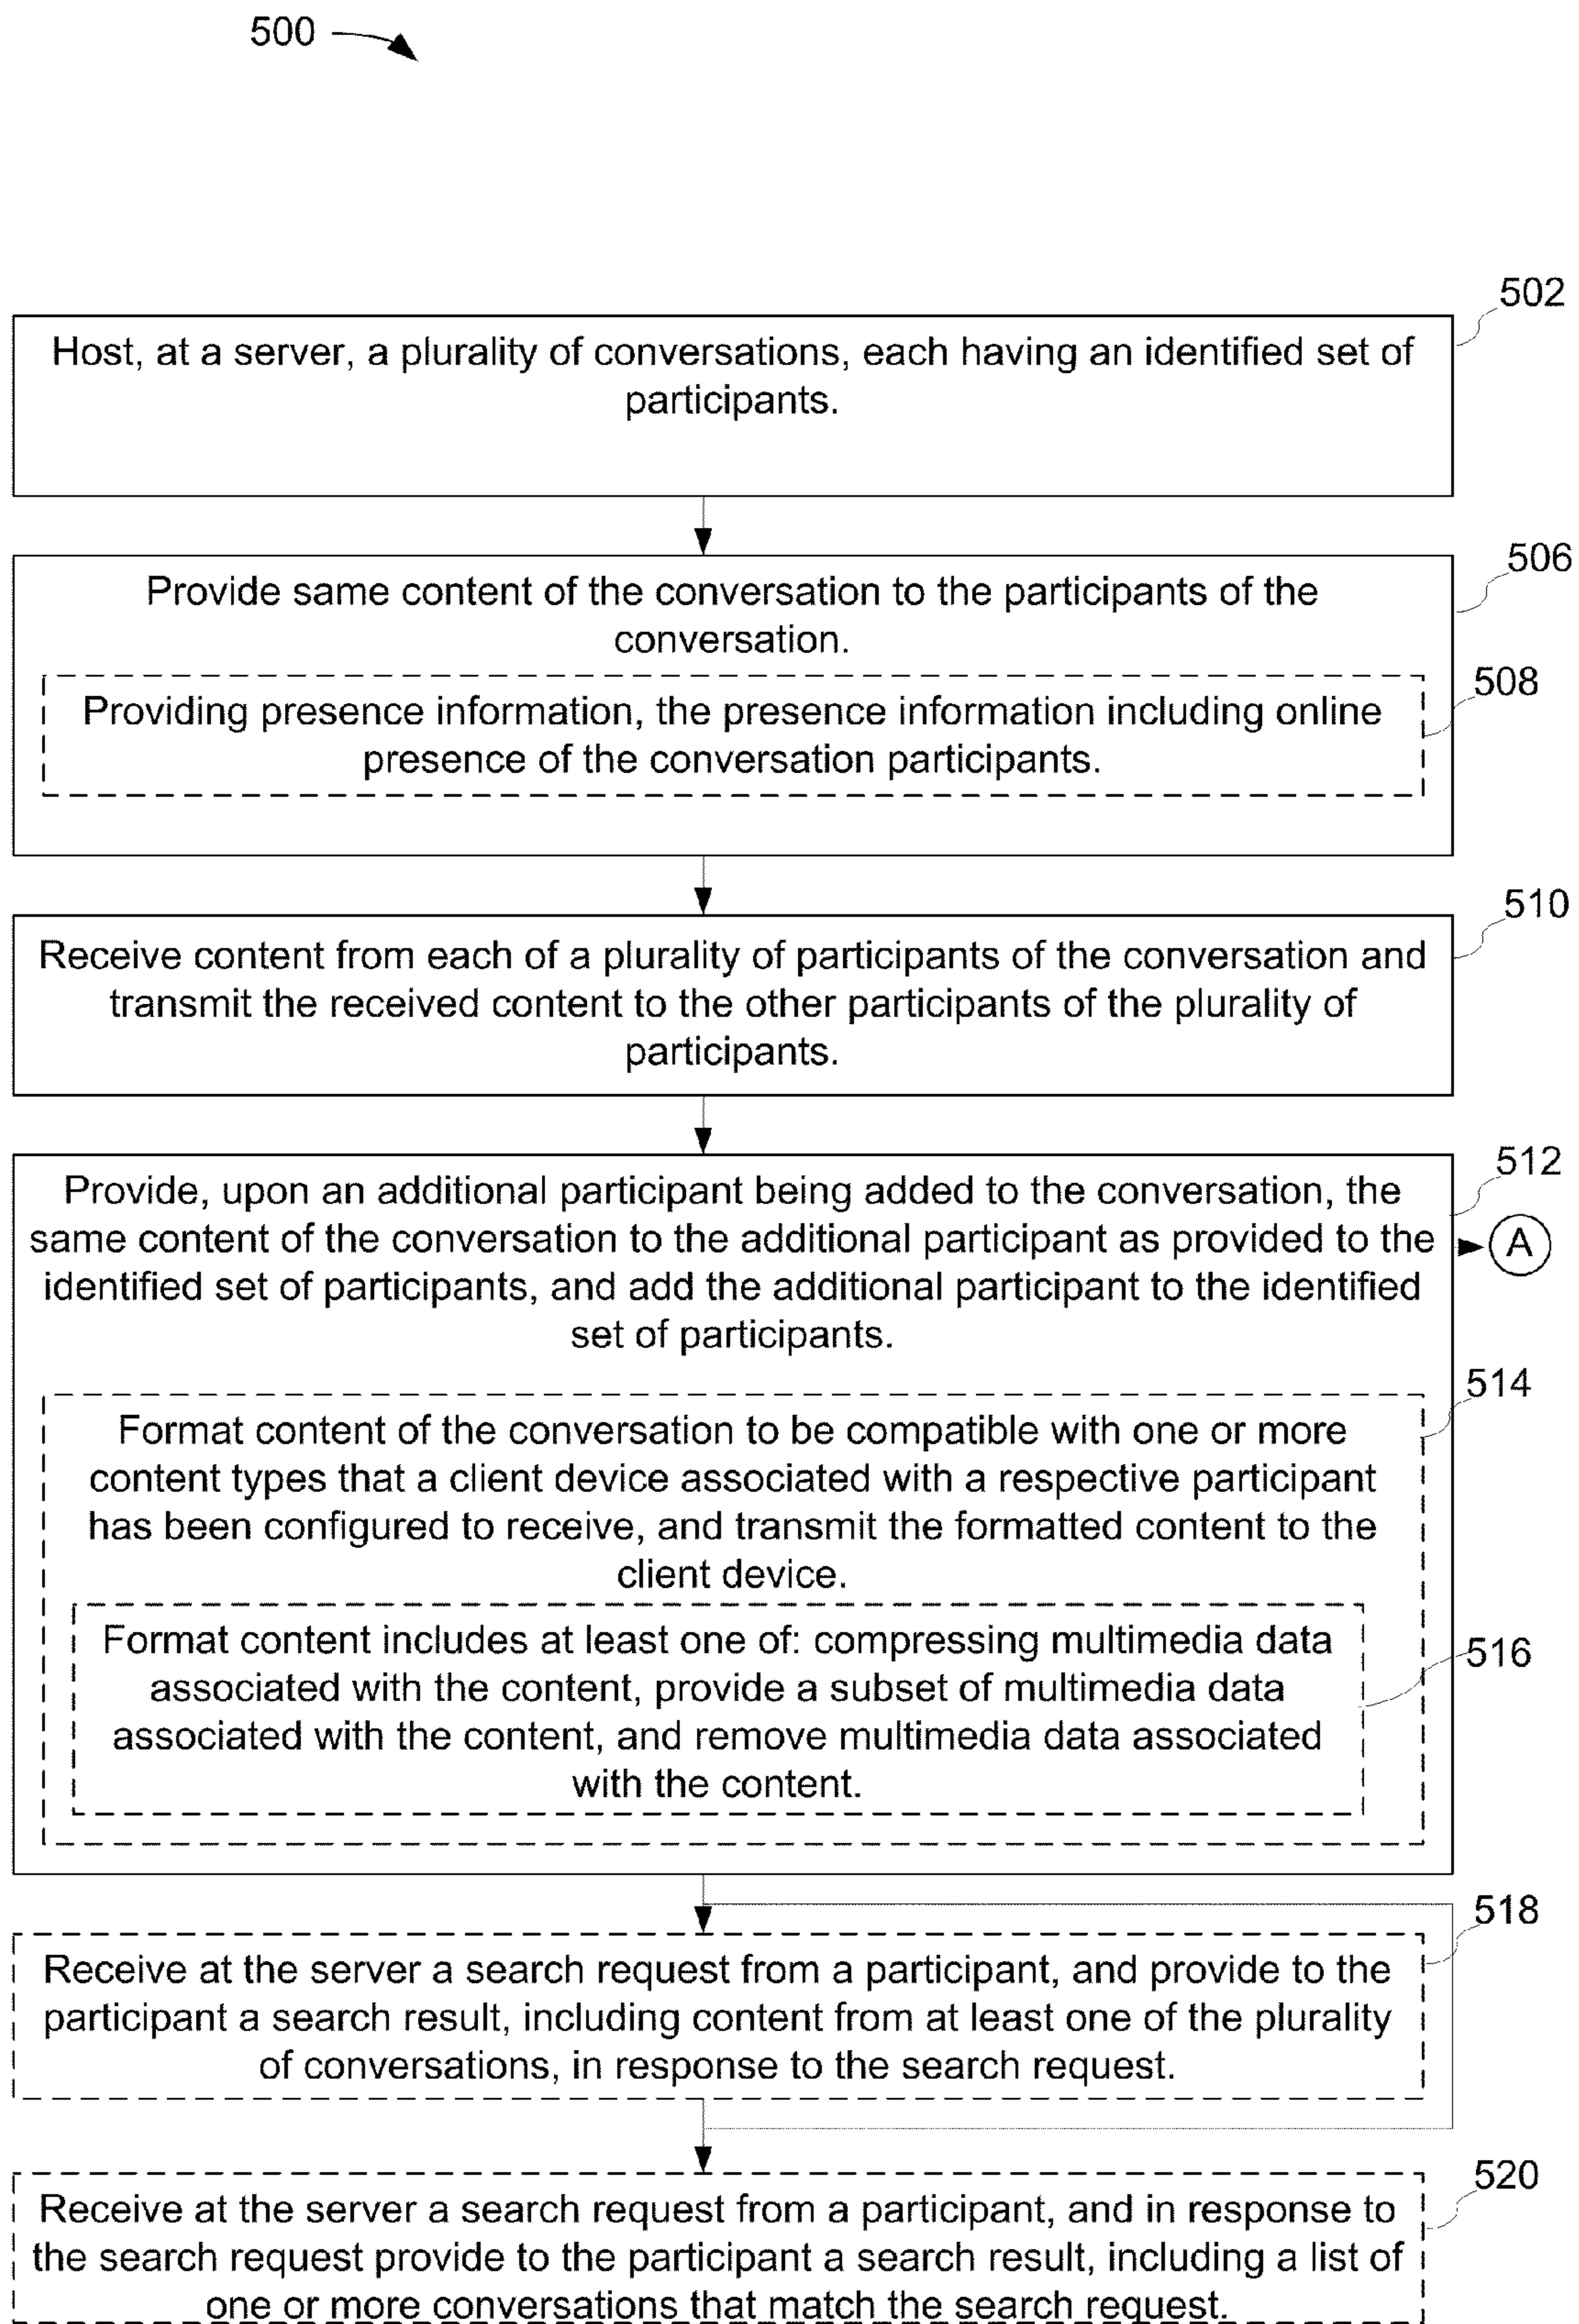 500
502
Host, at a server, a plurality of conversations, each having an identified set of
participants.
506
Provide same content of the conversation to the participants of the
conversation.
508
Providing presence information, the presence information including online
presence of the conversation participants.
510
Receive content from each of a plurality of participants of the conversation and
transmit the received content to the other participants of the plurality of
participants.
512
Provide, upon an additional participant being added to the conversation, the
same content of the conversation to the additional participant as provided to the
identified set of participants, and add the additional participant to the identified
set of participants.
A
514
Format content of the conversation to be compatible with one or more
content types that a client device associated with a respective participant
has been configured to receive, and transmit the formatted content to the
client device.
516
Format content includes at least one of: compressing multimedia data
associated with the content, provide a subset of multimedia data
associated with the content, and remove multimedia data associated
with the content.
518
Receive at the server a search request from a participant, and provide to the
participant a search result, including content from at least one of the plurality
of conversations, in response to the search request.
520
Receive at the server a search request from a participant, and in response to
the search request provide to the participant a search result, including a list of
one or more conversations that match the search request.